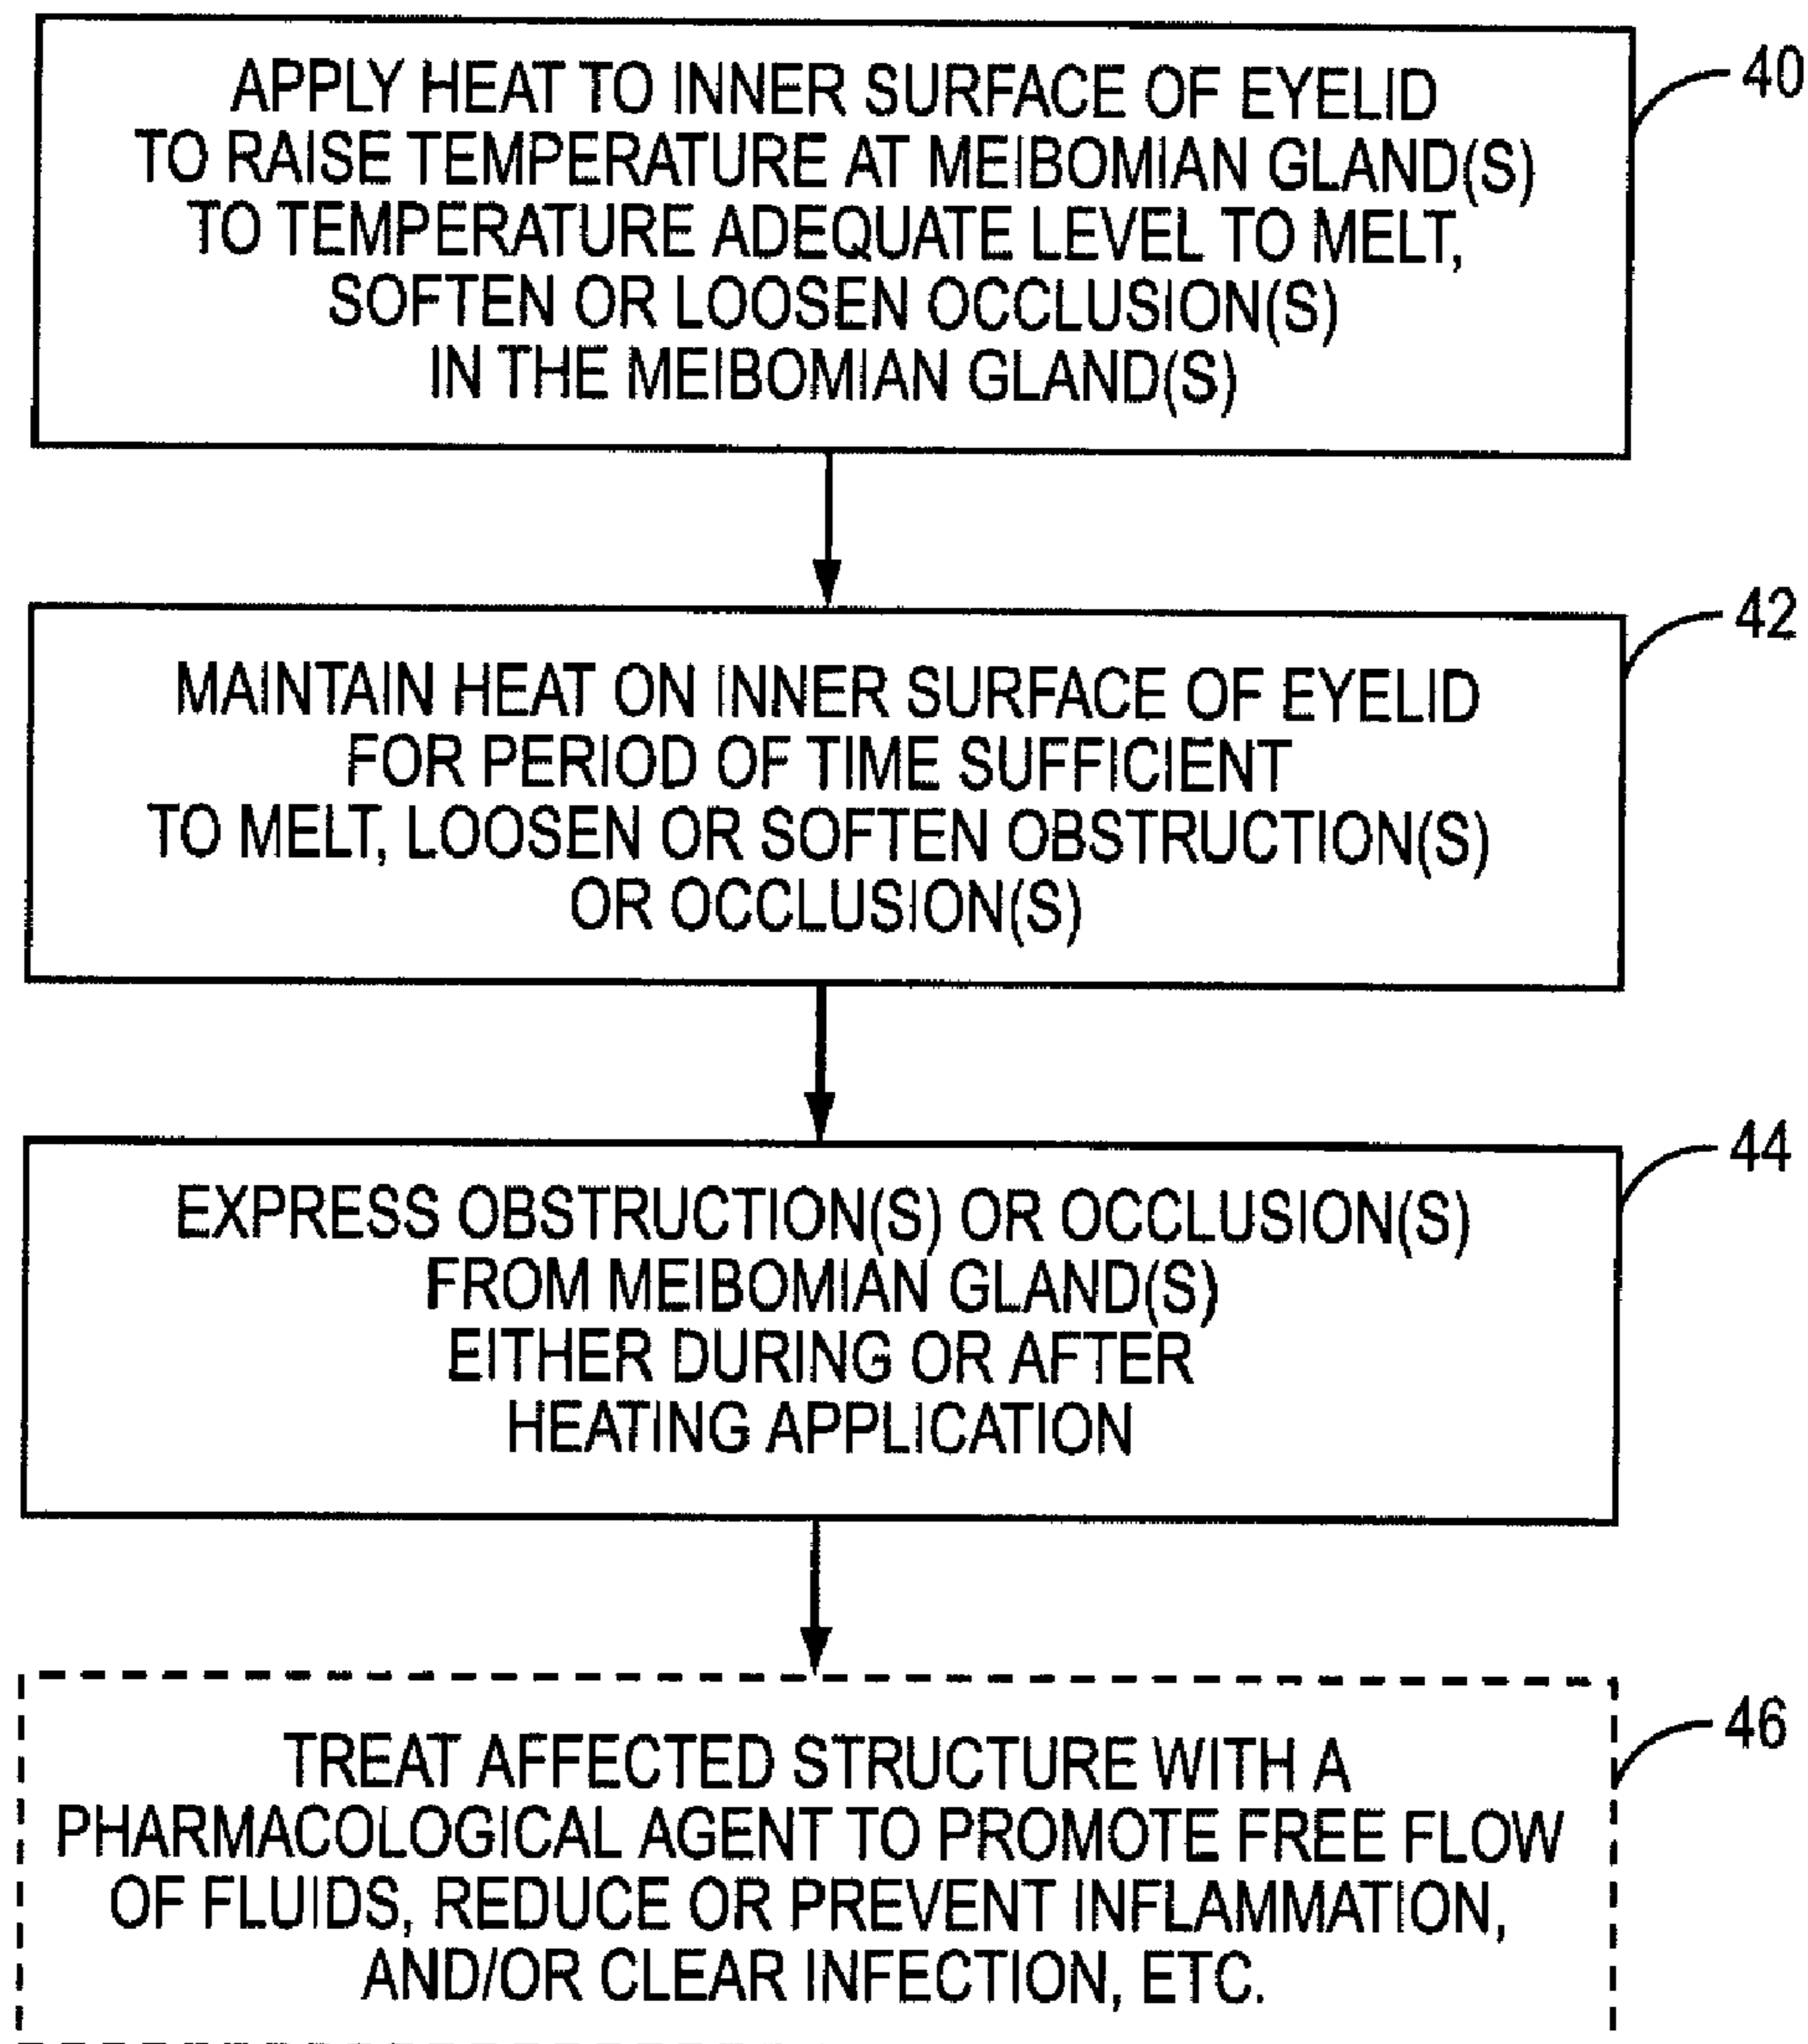 APPLY HEAT TO INNER SURFACE OF EYELID
TO RAISE TEMPERATURE AT MEIBOMIAN GLAND(S)
TO TEMPERATURE ADEQUATE LEVEL TO MELT,
SOFTEN OR LOOSEN OCCLUSION(S)
IN THE MEIBOMIAN GLAND(S)
40
MAINTAIN HEAT ON INNER SURFACE OF EYELID
FOR PERIOD OF TIME SUFFICIENT
TO MELT, LOOSEN OR SOFTEN OBSTRUCTION(S)
OR OCCLUSION(S)
42
EXPRESS OBSTRUCTION(S) OR OCCLUSION(S)
FROM MEIBOMIAN GLAND(S)
EITHER DURING OR AFTER
HEATING APPLICATION
44
TREAT AFFECTED STRUCTURE WITH A
PHARMACOLOGICAL AGENT TO PROMOTE FREE FLOW
OF FLUIDS, REDUCE OR PREVENT INFLAMMATION,
AND/OR CLEAR INFECTION, ETC.
46